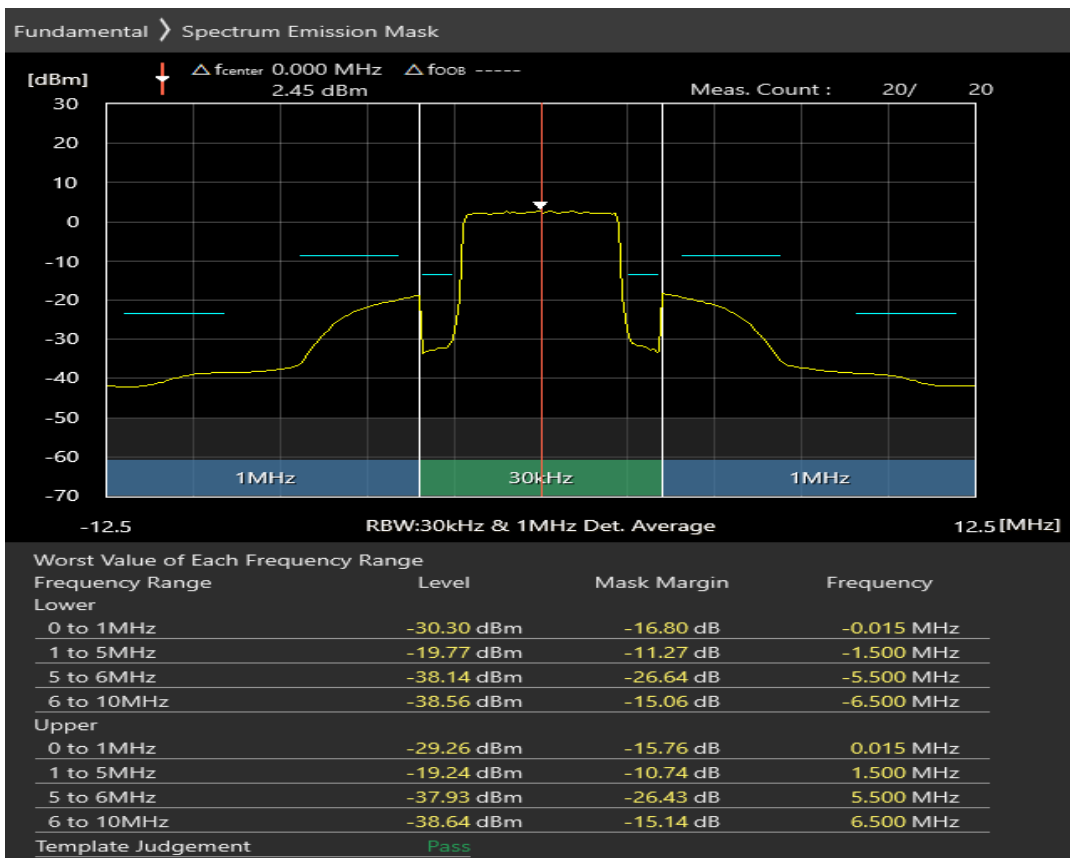 Fundamental ❯ Spectrum Emission Mask
[dBm] △ fcenter 0.000 MHz △ fOOB -----
2.45 dBm Meas. Count : 20/ 20
30
20
10
0
-10
-20
-30
-40
-50
-60
1MHz 30kHz 1MHz
-70
-12.5 RBW:30kHz & 1MHz Det. Average 12.5 [MHz]
Worst Value of Each Frequency Range
Frequency Range Level Mask Margin Frequency
Lower
0 to 1MHz -30.30 dBm -16.80 dB -0.015 MHz
1 to 5MHz -19.77 dBm -11.27 dB -1.500 MHz
5 to 6MHz -38.14 dBm -26.64 dB -5.500 MHz
6 to 10MHz -38.56 dBm -15.06 dB -6.500 MHz
Upper
0 to 1MHz -29.26 dBm -15.76 dB 0.015 MHz
1 to 5MHz -19.24 dBm -10.74 dB 1.500 MHz
5 to 6MHz -37.93 dBm -26.43 dB 5.500 MHz
6 to 10MHz -38.64 dBm -15.14 dB 6.500 MHz
Template Judgement Pass